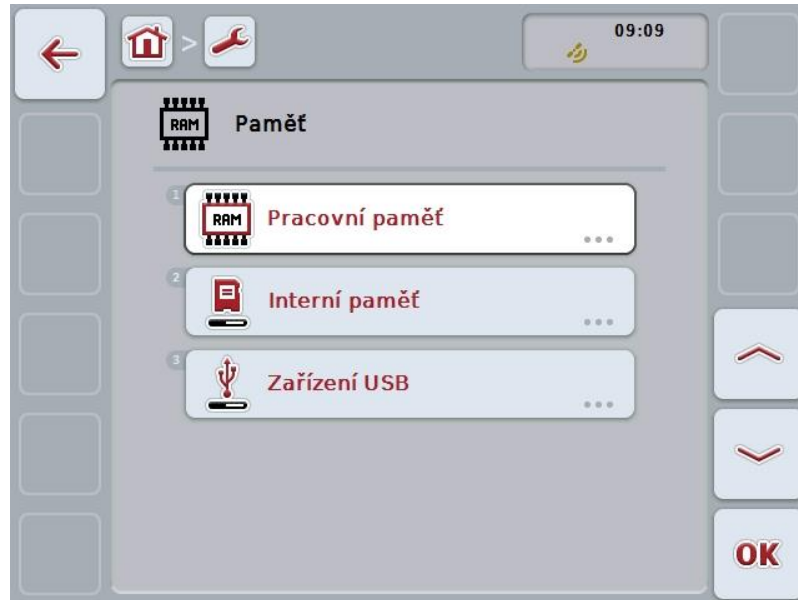 >
09:09
RAM Paměť
1
RAM Pracovní paměť
...
2
Interní paměť
...
3
Zařízení USB
...
OK